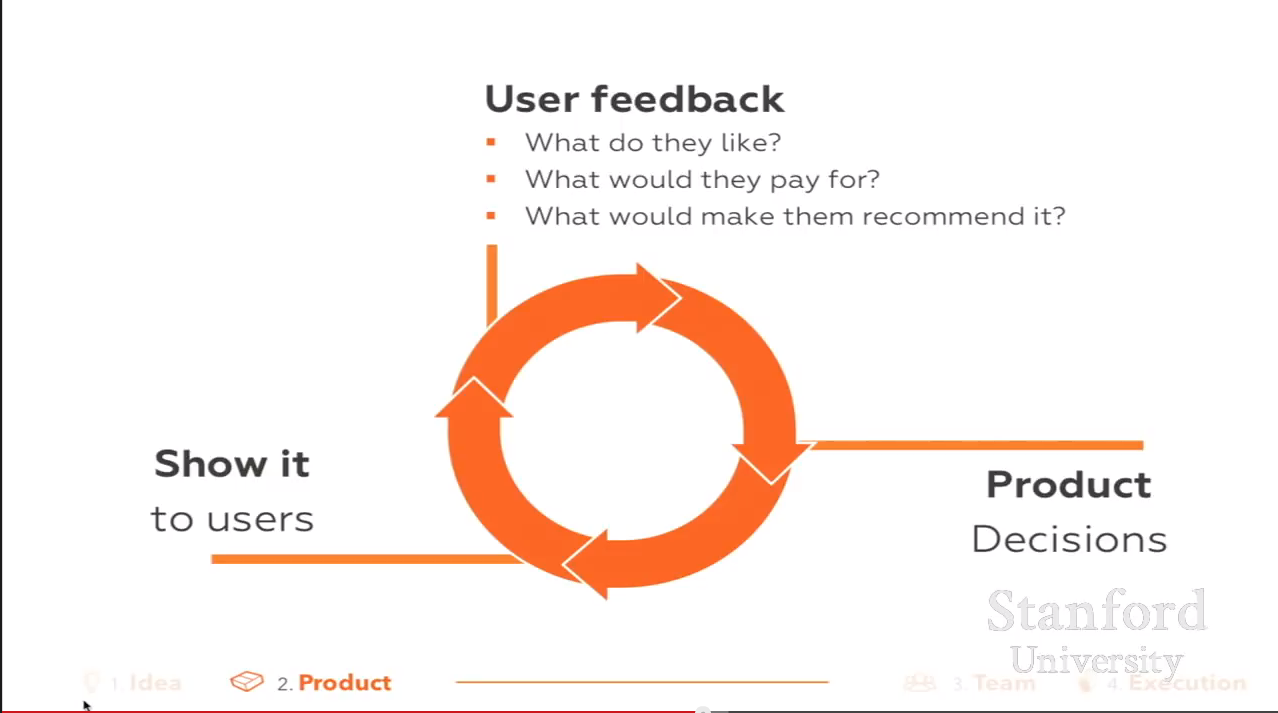 User feedback
What do they like?
What would they pay for?
What would make them recommend it?
Show it
to users
Product
Decisions
Stanford
University
1. Idea
2. Product
3. Team
4. Execution